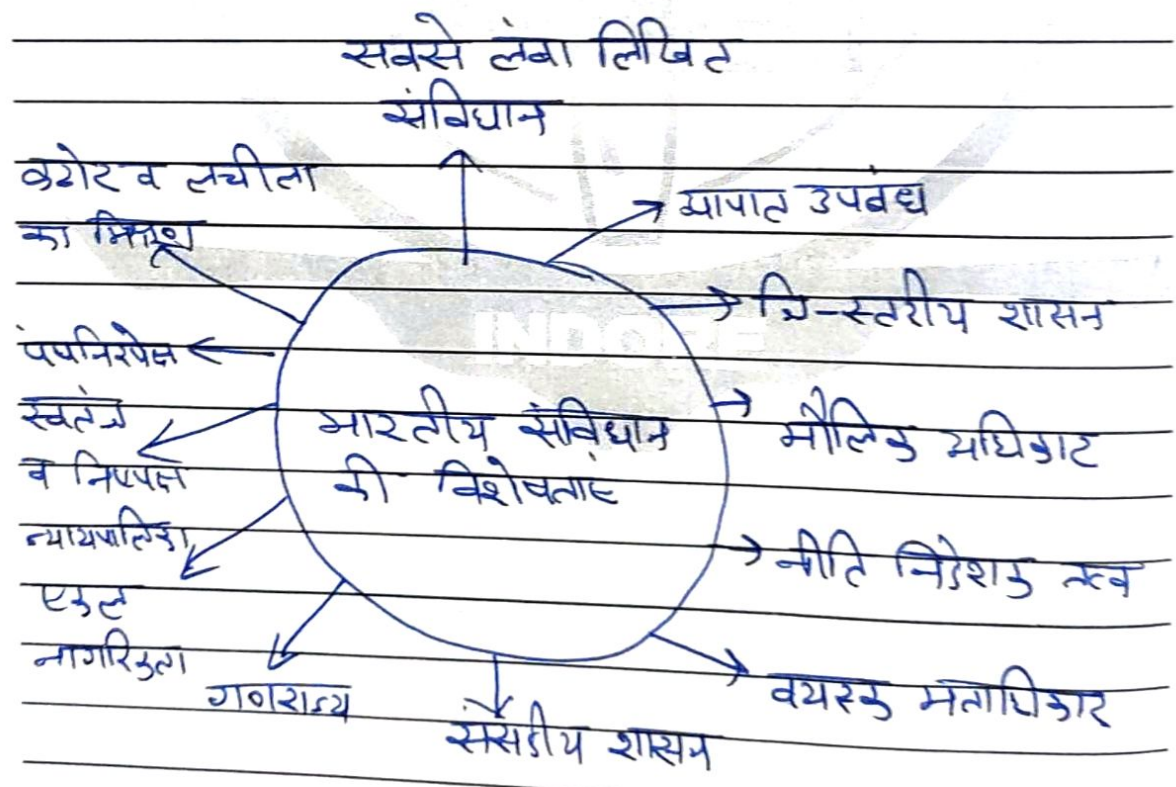 सबसे लंबा लिखित
संविधान
कठोर व लचीला
का मिश्रण
आपात उपबंध
त्रि-स्तरीय शासन
पंथनिरपेक्ष
स्वतंत्र
व निष्पक्ष
न्यायपालिका
भारतीय संविधान
की विशेषताएं
मौलिक अधिकार
नीति निदेशक तत्व
एकल
नागरिकता
गणराज्य
संसदीय शासन
वयस्क मताधिकार
INDORE